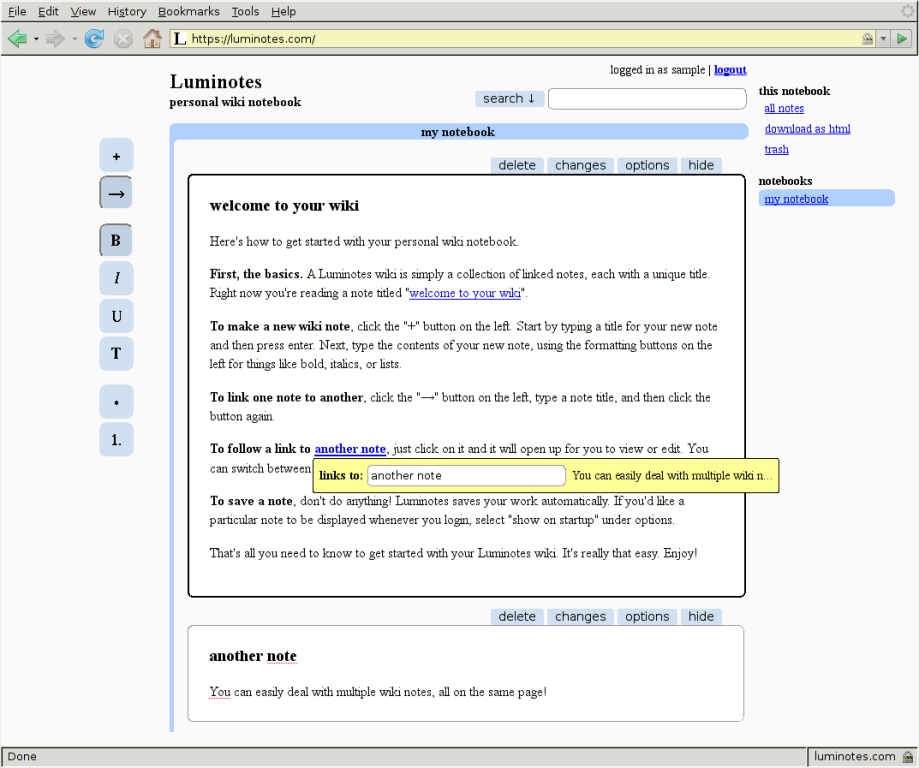 File Edit View History Bookmarks Tools Help
L https://luminotes.com/
Luminotes
personal wiki notebook
logged in as sample | logout
search ↓
this notebook
all notes
download as html
trash
notebooks
my notebook
my notebook
+
→
B
I
U
T
•
1.
delete changes options hide
welcome to your wiki
Here's how to get started with your personal wiki notebook.
First, the basics. A Luminotes wiki is simply a collection of linked notes, each with a unique title.
Right now you're reading a note titled "welcome to your wiki".
To make a new wiki note, click the "+" button on the left. Start by typing a title for your new note
and then press enter. Next, type the contents of your new note, using the formatting buttons on the
left for things like bold, italics, or lists.
To link one note to another, click the "→" button on the left, type a note title, and then click the
button again.
To follow a link to another note, just click on it and it will open up for you to view or edit. You
can switch between
links to: another note You can easily deal with multiple wiki n...
To save a note, don't do anything! Luminotes saves your work automatically. If you'd like a
particular note to be displayed whenever you login, select "show on startup" under options.
That's all you need to know to get started with your Luminotes wiki. It's really that easy. Enjoy!
delete changes options hide
another note
You can easily deal with multiple wiki notes, all on the same page!
Done
luminotes.com